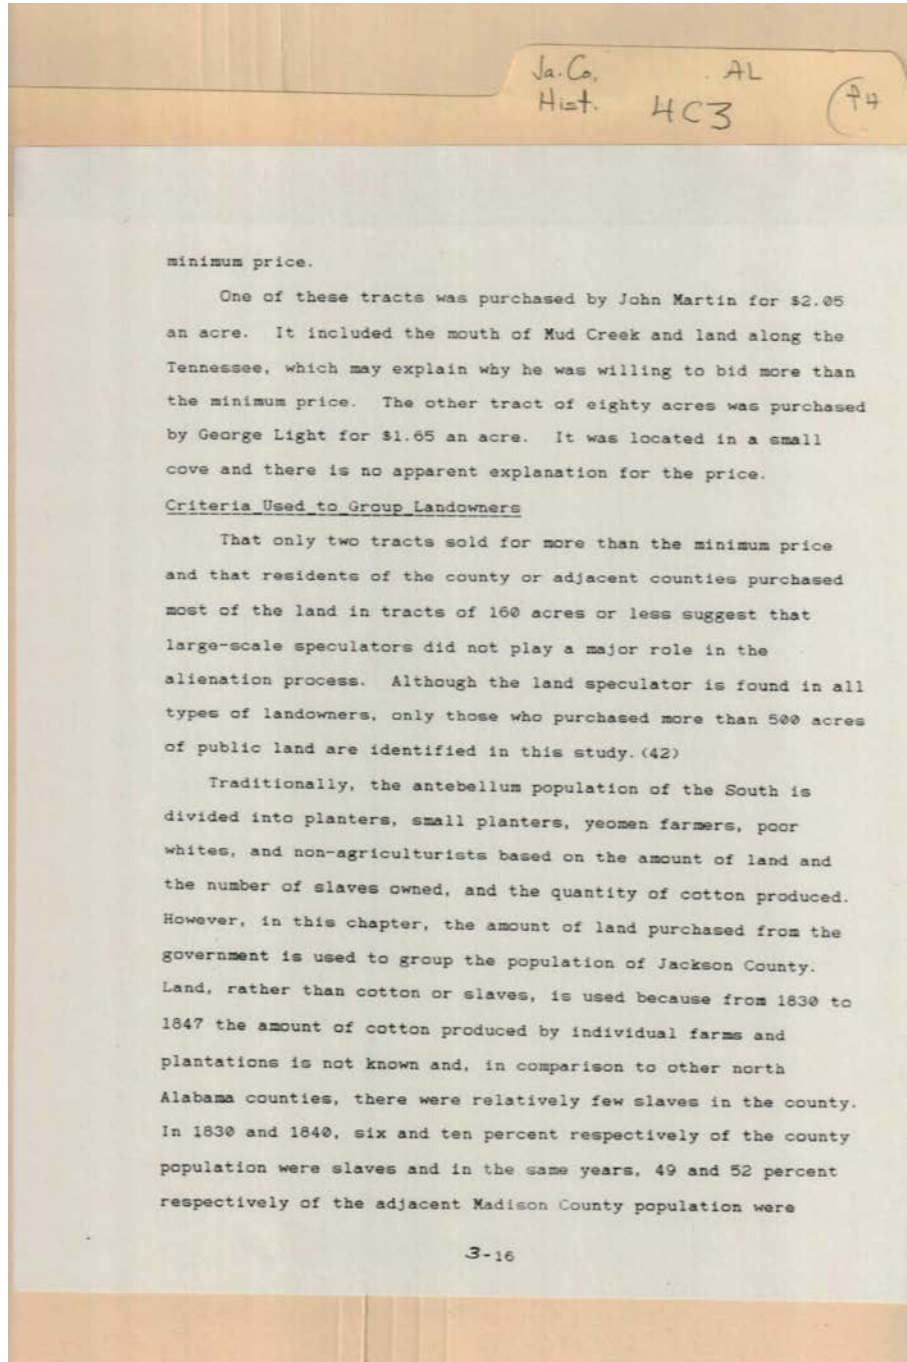 Ja. Co. AL
Hist. 4C3 P4
minimum price.
One of these tracts was purchased by John Martin for $2.05
an acre. It included the mouth of Mud Creek and land along the
Tennessee, which may explain why he was willing to bid more than
the minimum price. The other tract of eighty acres was purchased
by George Light for $1.65 an acre. It was located in a small
cove and there is no apparent explanation for the price.
Criteria Used to Group Landowners
That only two tracts sold for more than the minimum price
and that residents of the county or adjacent counties purchased
most of the land in tracts of 160 acres or less suggest that
large-scale speculators did not play a major role in the
alienation process. Although the land speculator is found in all
types of landowners, only those who purchased more than 500 acres
of public land are identified in this study.(42)
Traditionally, the antebellum population of the South is
divided into planters, small planters, yeomen farmers, poor
whites, and non-agriculturists based on the amount of land and
the number of slaves owned, and the quantity of cotton produced.
However, in this chapter, the amount of land purchased from the
government is used to group the population of Jackson County.
Land, rather than cotton or slaves, is used because from 1830 to
1847 the amount of cotton produced by individual farms and
plantations is not known and, in comparison to other north
Alabama counties, there were relatively few slaves in the county.
In 1830 and 1840, six and ten percent respectively of the county
population were slaves and in the same years, 49 and 52 percent
respectively of the adjacent Madison County population were
3-16